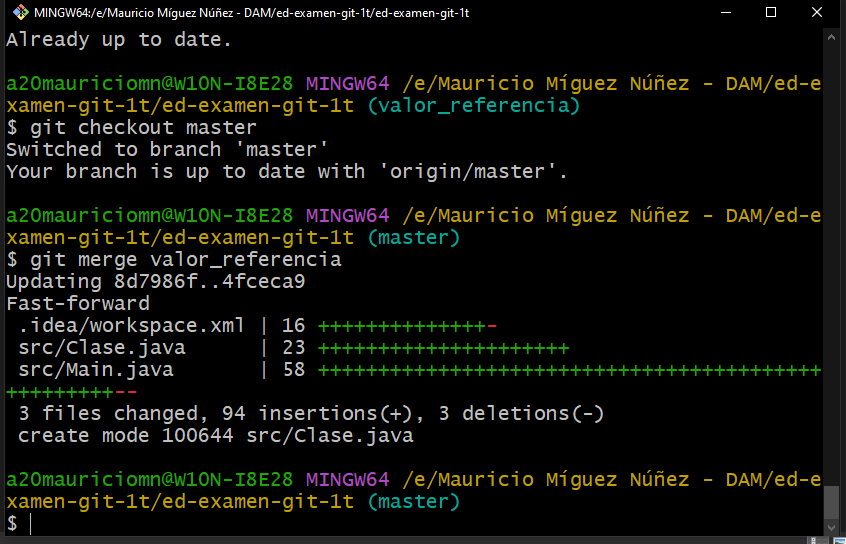 MINGW64:/e/Mauricio Míguez Núñez - DAM/ed-examen-git-1t/ed-examen-git-1t
Already up to date.
a20mauriciomn@W10N-I8E28 MINGW64 /e/Mauricio Míguez Núñez - DAM/ed-e
xamen-git-1t/ed-examen-git-1t (valor_referencia)
$ git checkout master
Switched to branch 'master'
Your branch is up to date with 'origin/master'.
a20mauriciomn@W10N-I8E28 MINGW64 /e/Mauricio Míguez Núñez - DAM/ed-e
xamen-git-1t/ed-examen-git-1t (master)
$ git merge valor_referencia
Updating 8d7986f..4fceca9
Fast-forward
.idea/workspace.xml | 16 ++++++++++++++-
src/Clase.java | 23 +++++++++++++++++++++
src/Main.java | 58 ++++++++++++++++++++++++++++++++++++++++++
+++++++++--
3 files changed, 94 insertions(+), 3 deletions(-)
create mode 100644 src/Clase.java
a20mauriciomn@W10N-I8E28 MINGW64 /e/Mauricio Míguez Núñez - DAM/ed-e
xamen-git-1t/ed-examen-git-1t (master)
$